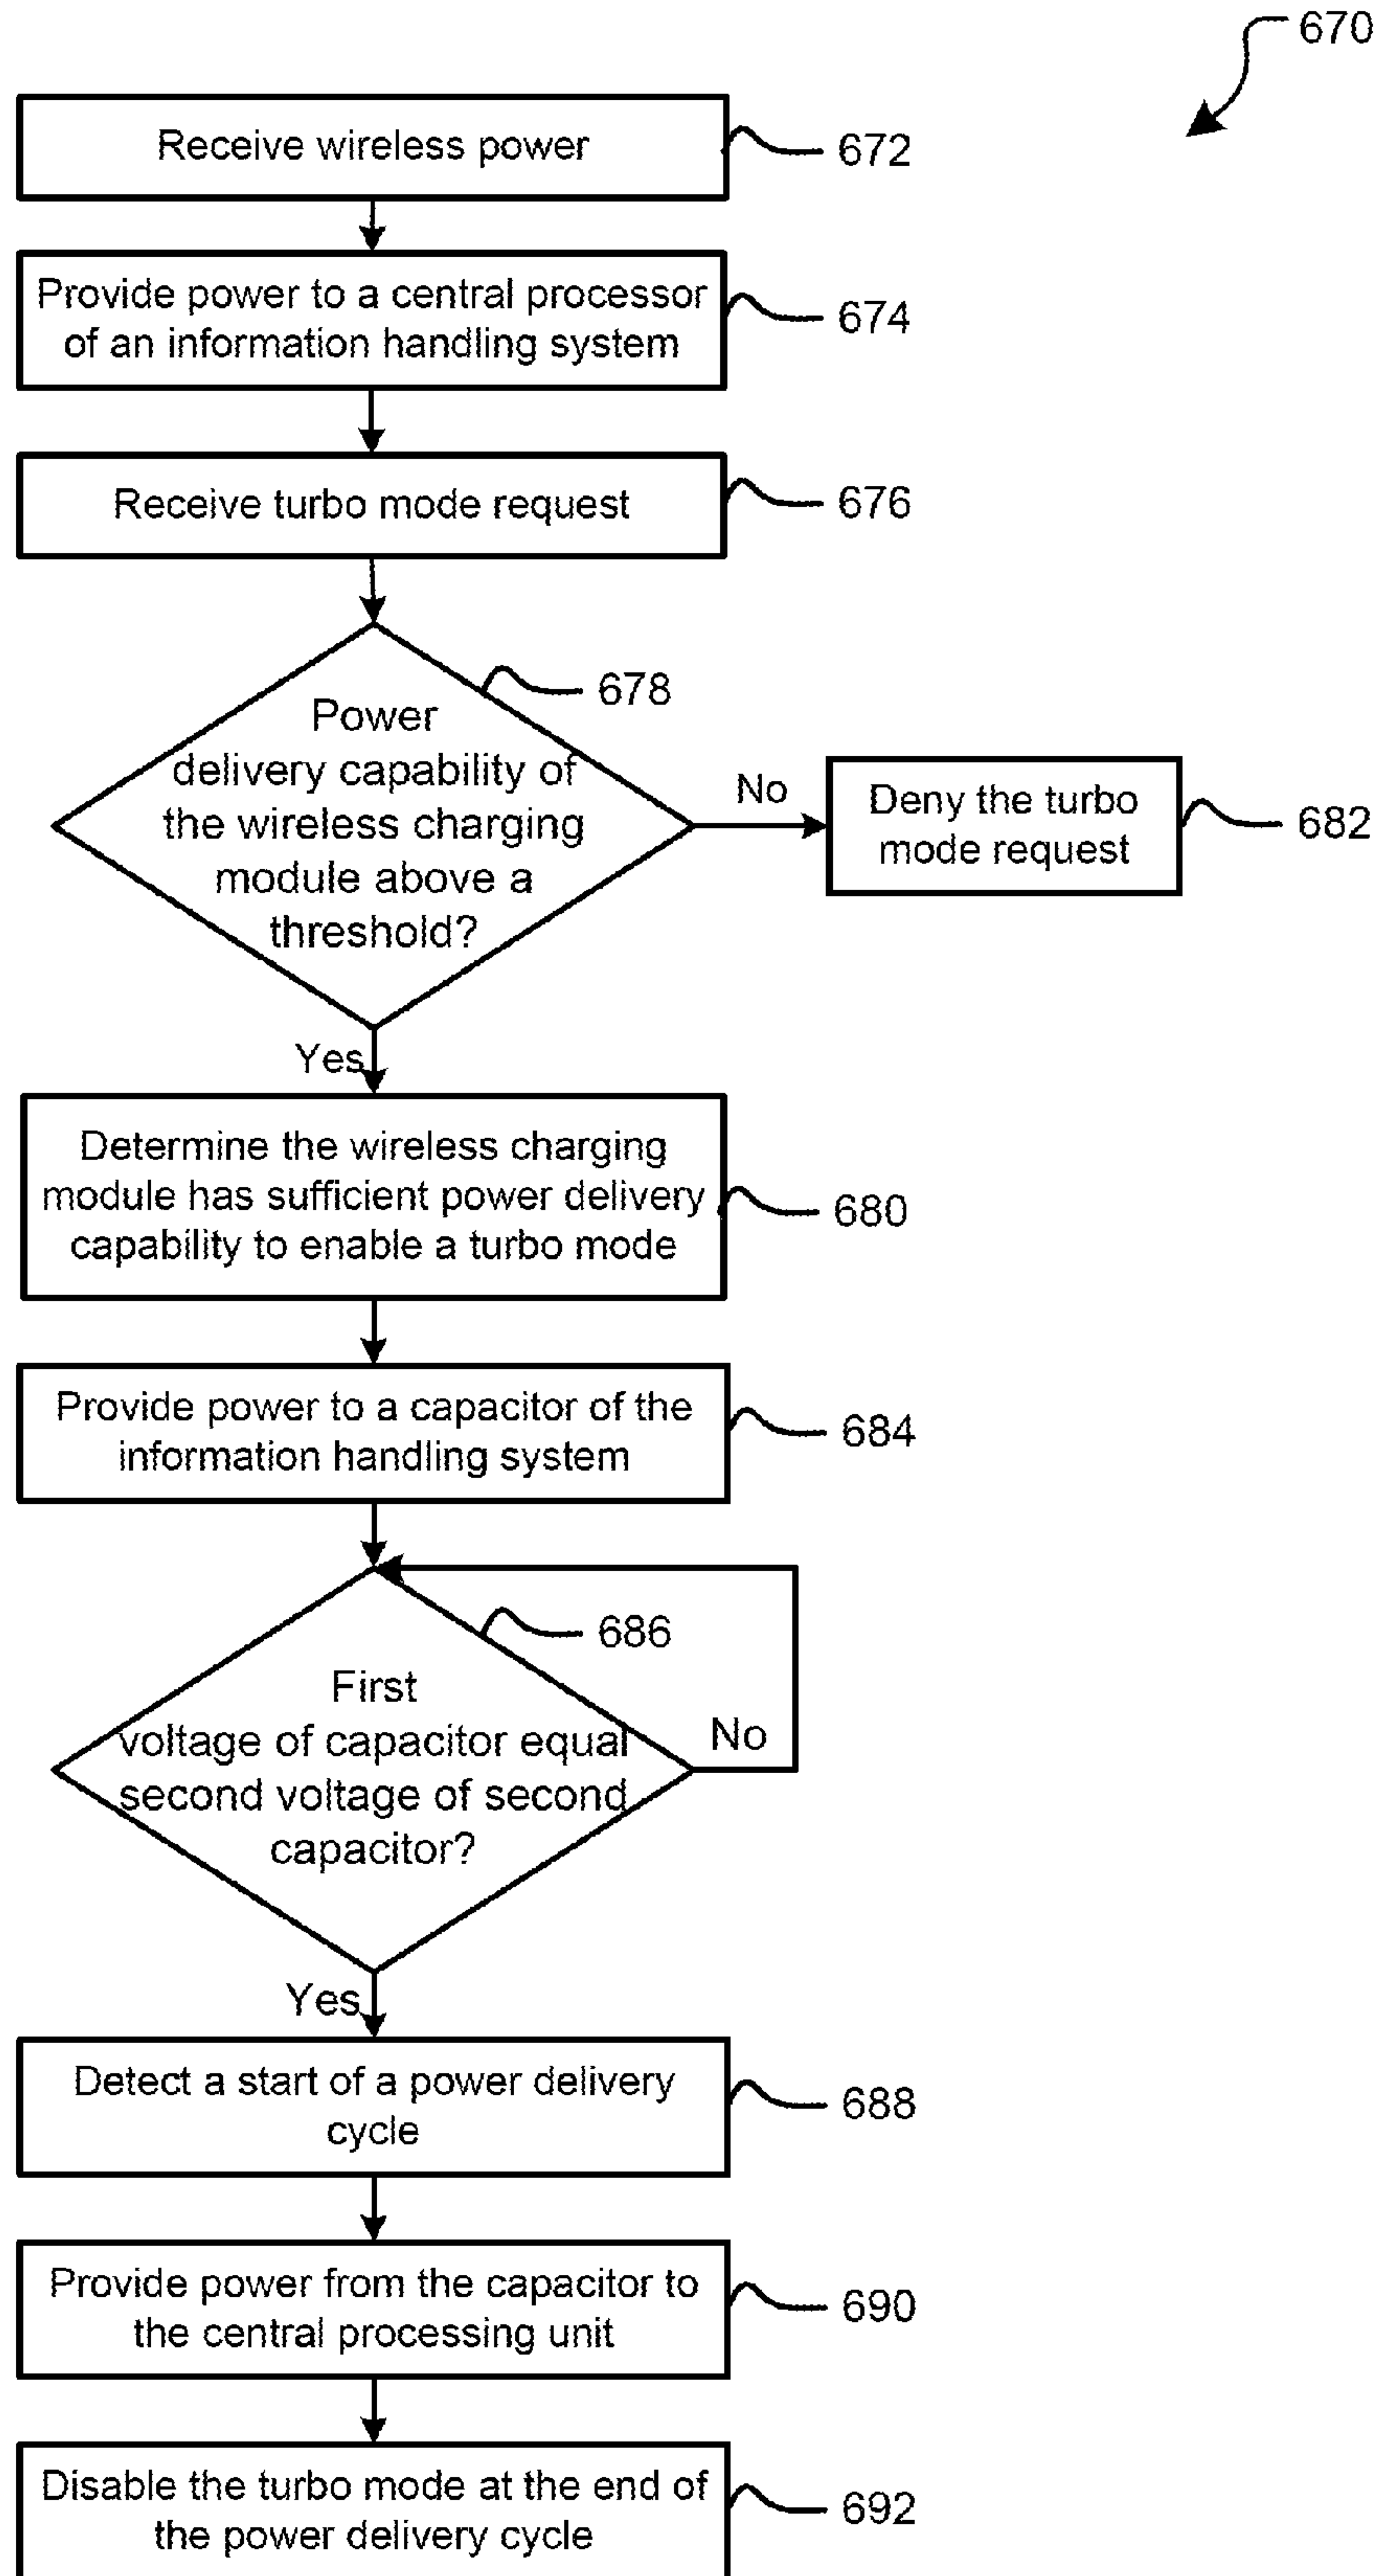 670
Receive wireless power
672
Provide power to a central processor
of an information handling system
674
Receive turbo mode request
676
678
Power
delivery capability of
the wireless charging
module above a
threshold?
No
Deny the turbo
mode request
682
Yes
Determine the wireless charging
module has sufficient power delivery
capability to enable a turbo mode
680
Provide power to a capacitor of the
information handling system
684
686
First
voltage of capacitor equal
second voltage of second
capacitor?
No
Yes
Detect a start of a power delivery
cycle
688
Provide power from the capacitor to
the central processing unit
690
Disable the turbo mode at the end of
the power delivery cycle
692